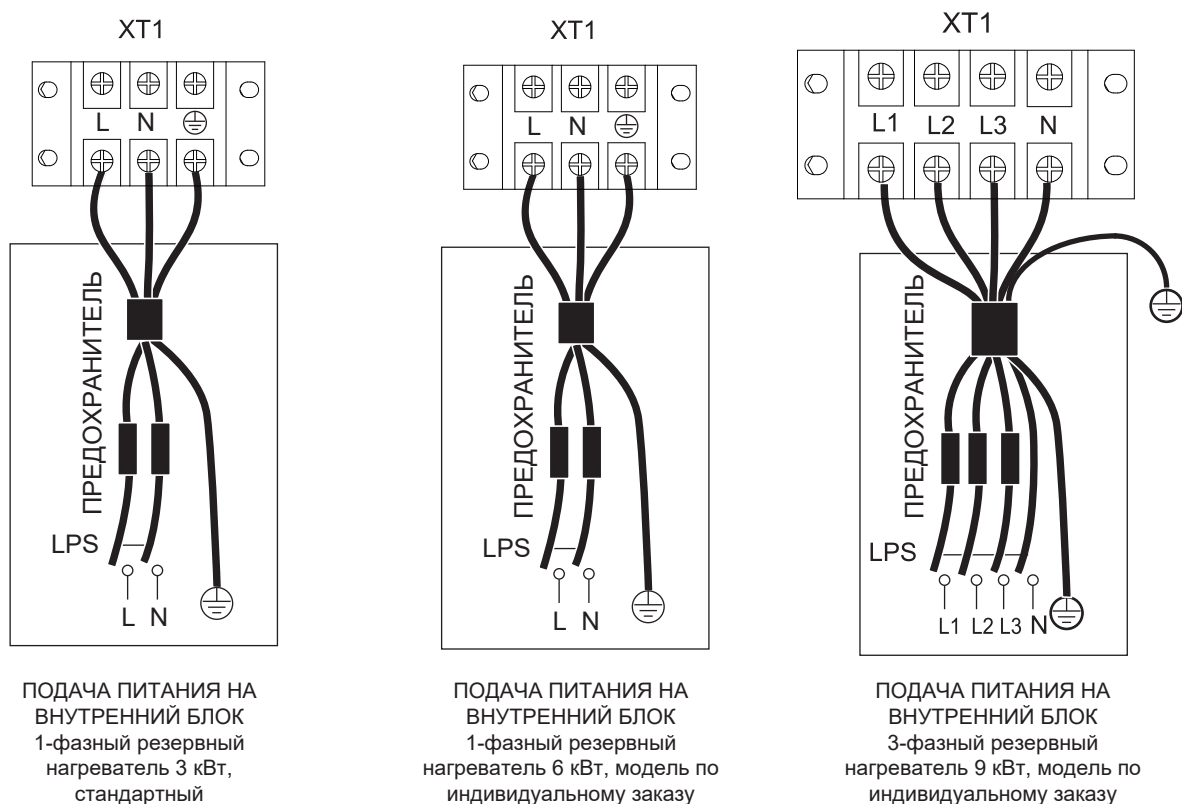 XT1
L N
ПРЕДОХРАНИТЕЛЬ
LPS
L N
ПОДАЧА ПИТАНИЯ НА
ВНУТРЕННИЙ БЛОК
1-фазный резервный
нагреватель 3 кВт,
стандартный
XT1
L N
ПРЕДОХРАНИТЕЛЬ
LPS
L N
ПОДАЧА ПИТАНИЯ НА
ВНУТРЕННИЙ БЛОК
1-фазный резервный
нагреватель 6 кВт, модель по
индивидуальному заказу
XT1
L1 L2 L3 N
ПРЕДОХРАНИТЕЛЬ
LPS
L1 L2 L3 N
ПОДАЧА ПИТАНИЯ НА
ВНУТРЕННИЙ БЛОК
3-фазный резервный
нагреватель 9 кВт, модель по
индивидуальному заказу